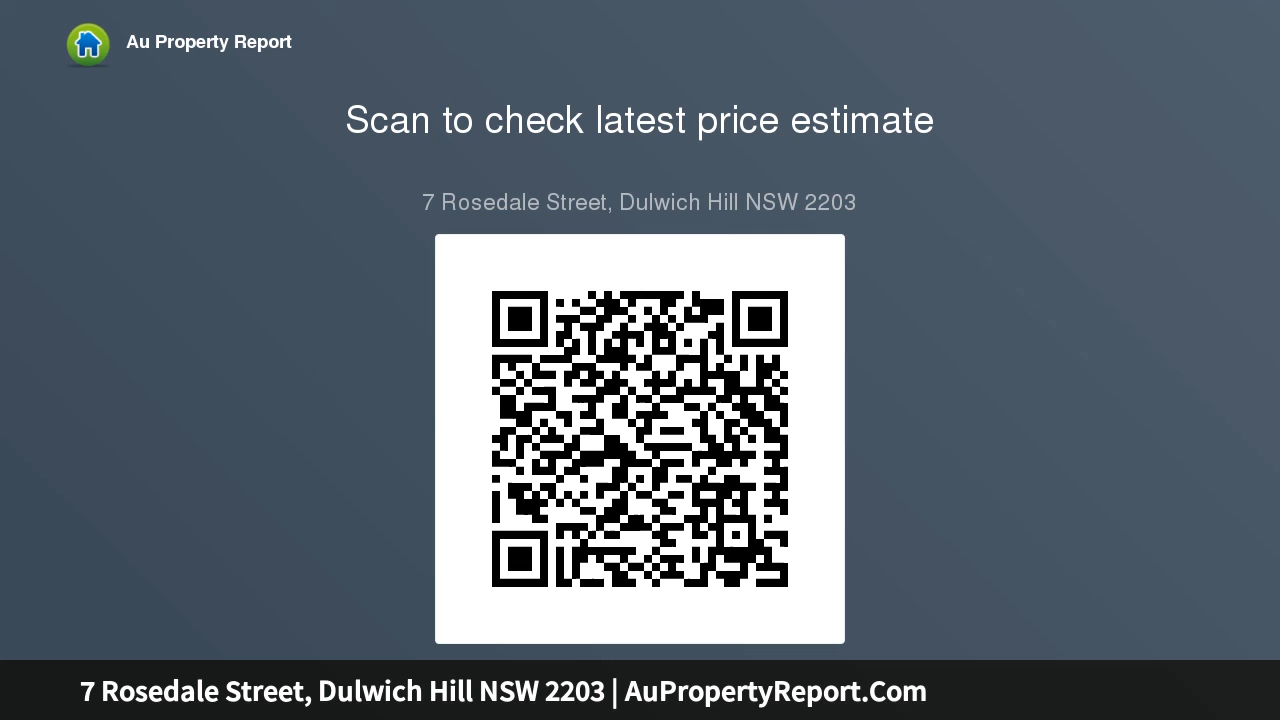 Au Property Report
Scan to check latest price estimate
7 Rosedale Street, Dulwich Hill NSW 2203
7 Rosedale Street, Dulwich Hill NSW 2203 | AuPropertyReport.Com